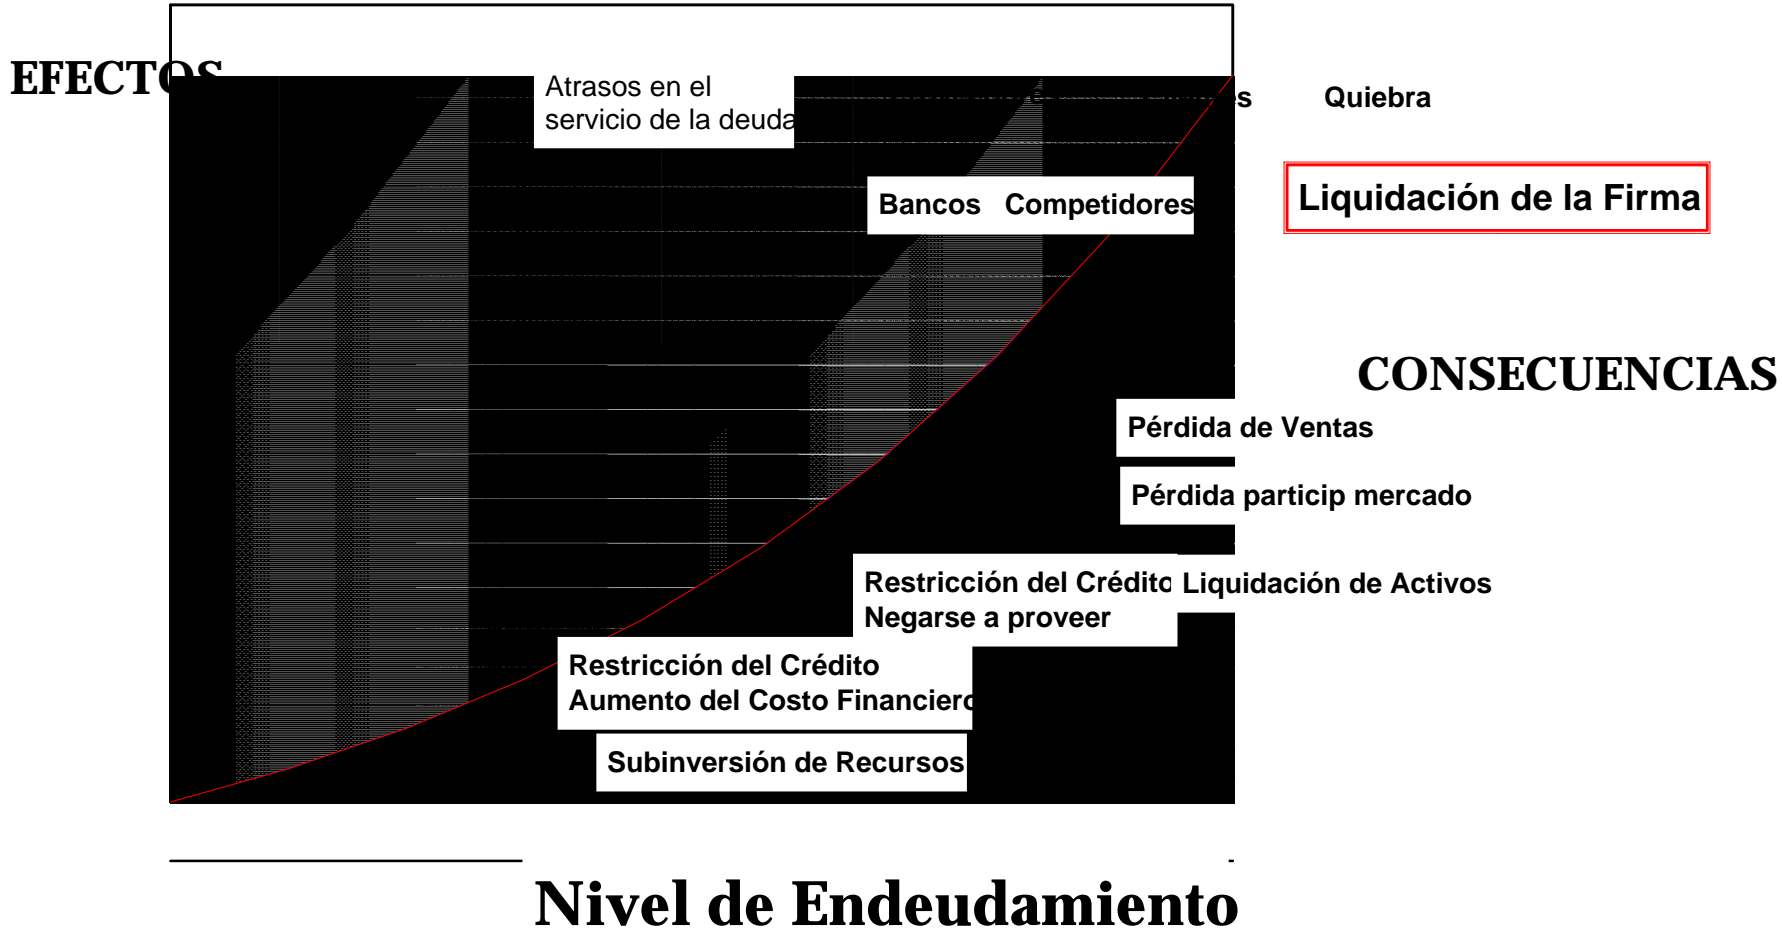 EFECTOS
Atrasos en el
servicio de la deuda
Quiebra
Bancos Competidores
Liquidación de la Firma
CONSECUENCIAS
Pérdida de Ventas
Pérdida particip mercado
Restricción del Crédito
Negarse a proveer
Liquidación de Activos
Restricción del Crédito
Aumento del Costo Financiero
Subinversión de Recursos
Nivel de Endeudamiento